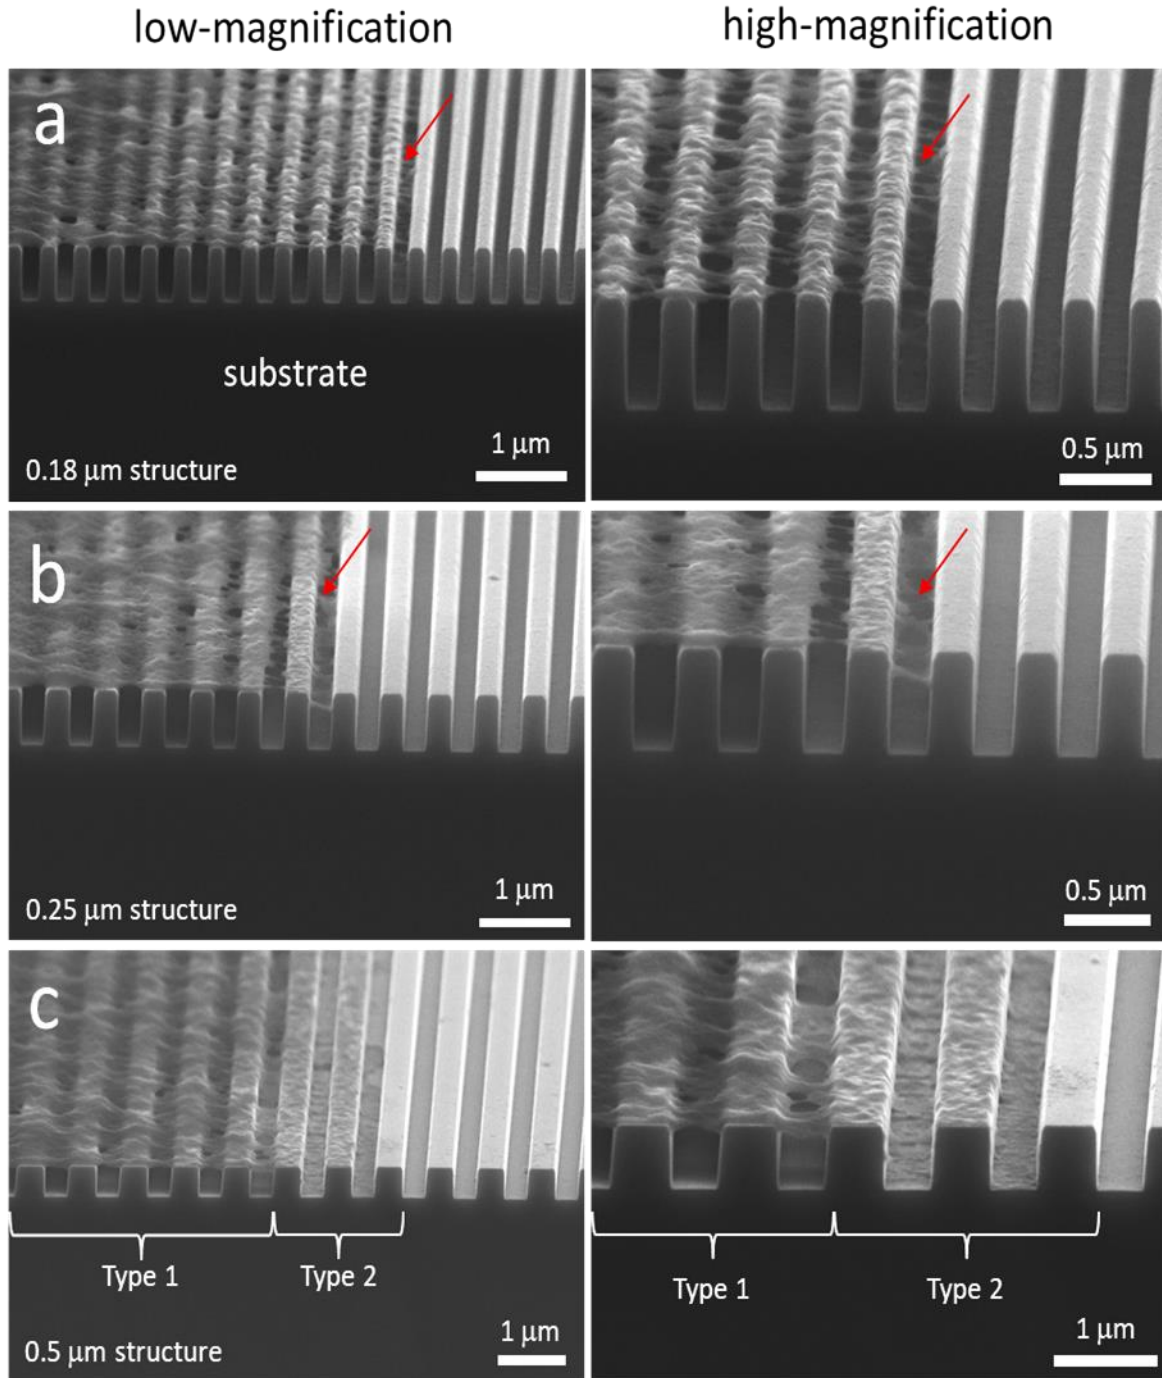 low-magnification
high-magnification
a
substrate
1 µm
0.5 µm
0.18 µm structure
b
1 µm
0.5 µm
0.25 µm structure
c
Type 1
Type 2
Type 1
Type 2
1 µm
1 µm
0.5 µm structure